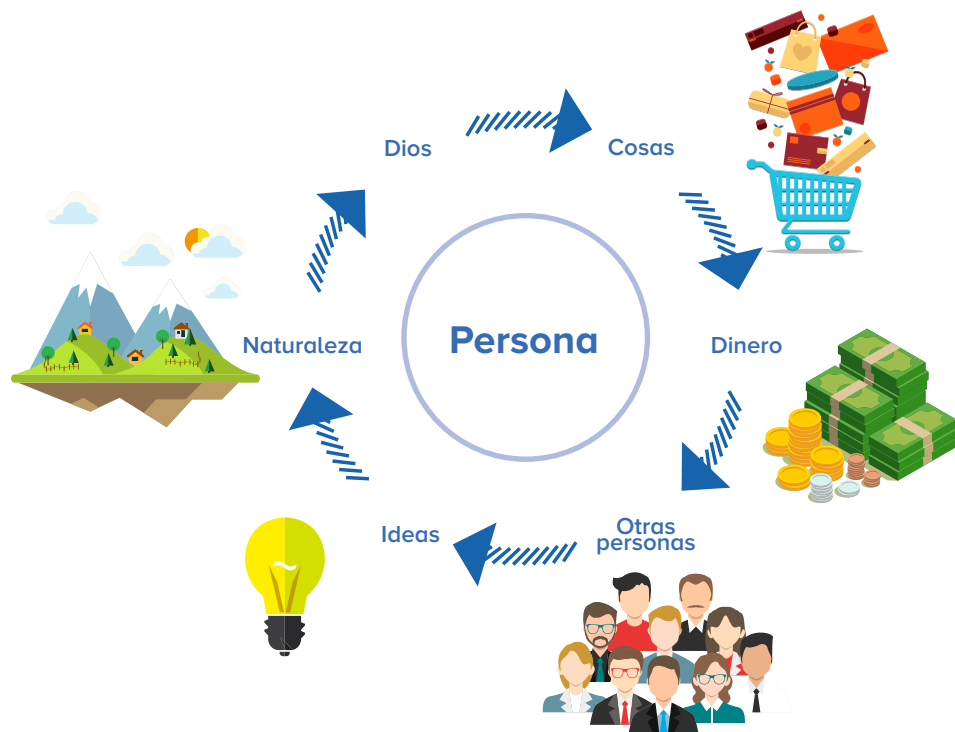 Dios
Cosas
Naturaleza
Persona
Dinero
Ideas
Otras
personas